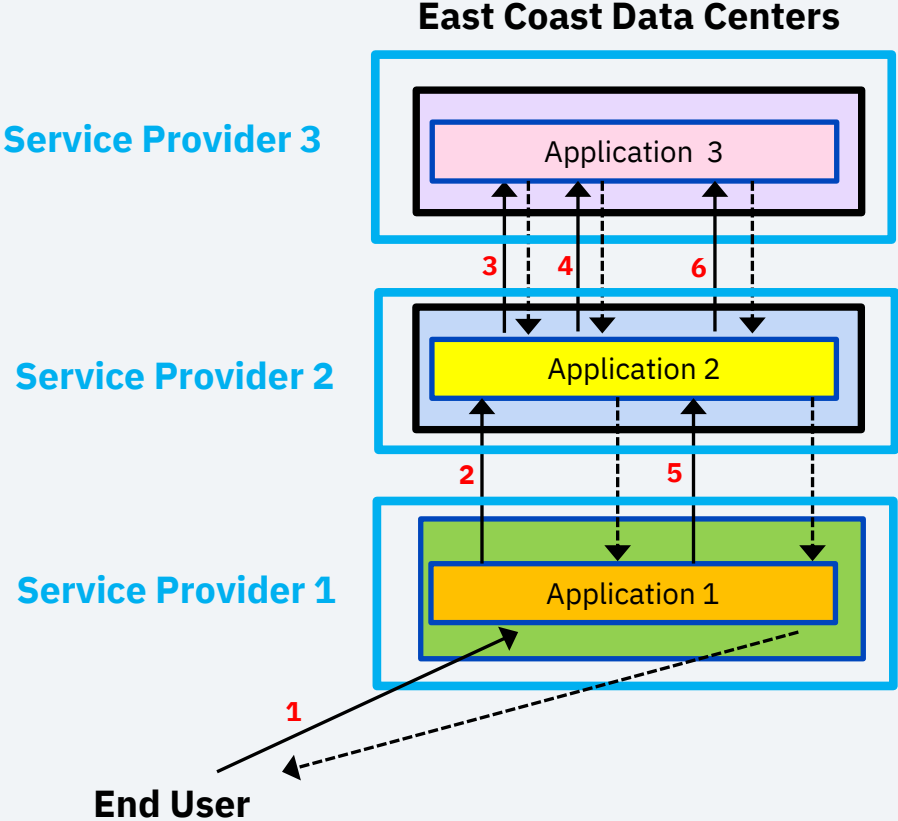 East Coast Data Centers
Service Provider 3
Application 3
3
4
6
Service Provider 2
Application 2
2
5
Service Provider 1
Application 1
1
End User